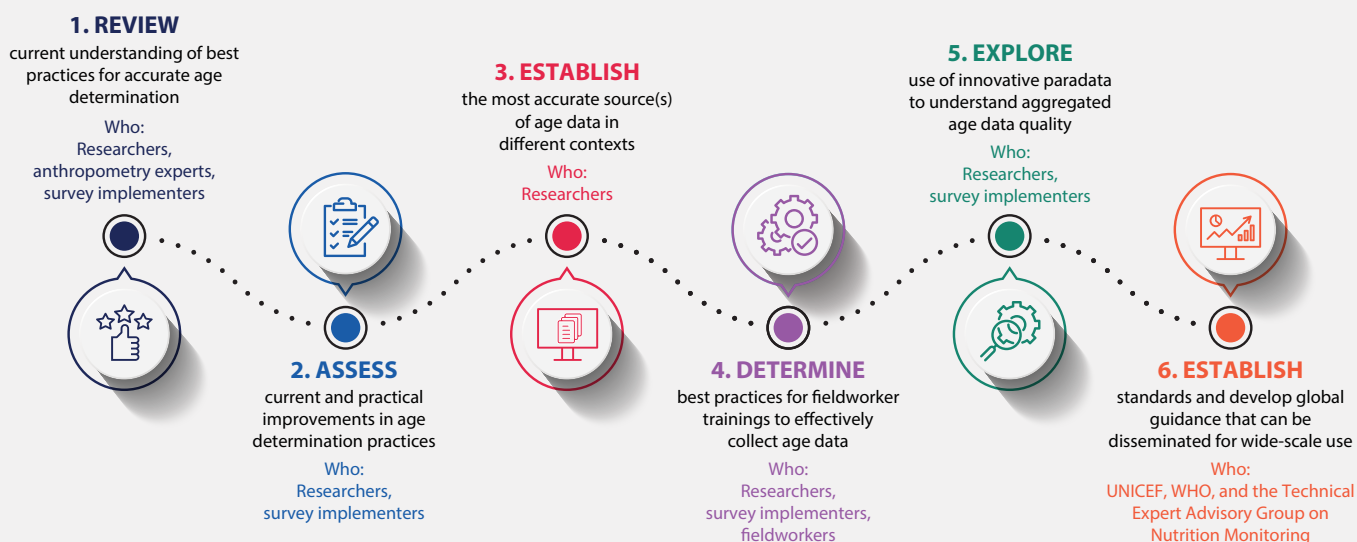 1. REVIEW
current understanding of best
practices for accurate age
determination
Who:
Researchers,
anthropometry experts,
survey implementers
2. ASSESS
current and practical
improvements in age
determination practices
Who:
Researchers,
survey implementers
3. ESTABLISH
the most accurate source(s)
of age data in
different contexts
Who:
Researchers
4. DETERMINE
best practices for fieldworker
trainings to effectively
collect age data
Who:
Researchers,
survey implementers,
fieldworkers
5. EXPLORE
use of innovative paradata
to understand aggregated
age data quality
Who:
Researchers,
survey implementers
6. ESTABLISH
standards and develop global
guidance that can be
disseminated for wide-scale use
Who:
UNICEF, WHO, and the Technical
Expert Advisory Group on
Nutrition Monitoring